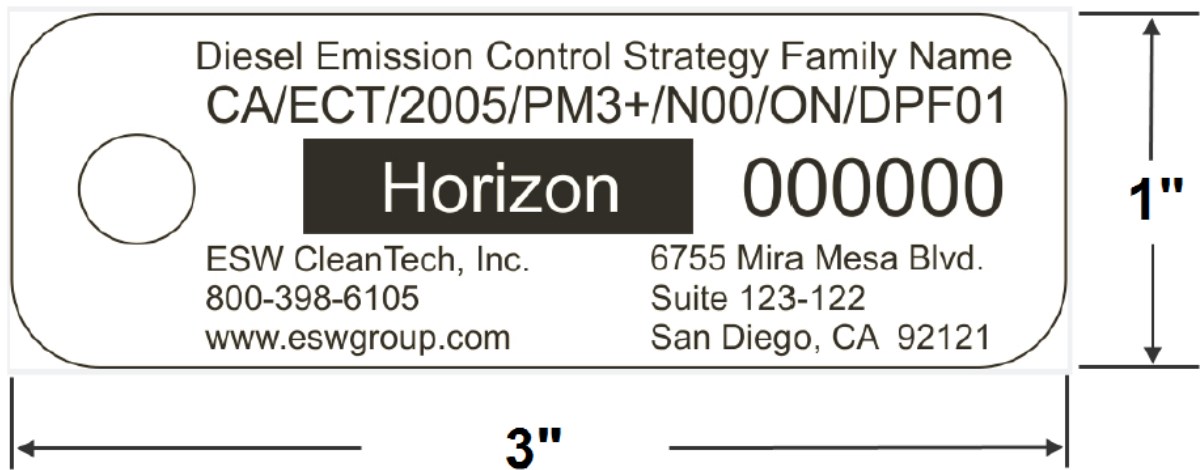 Diesel Emission Control Strategy Family Name
CA/ECT/2005/PM3+/N00/ON/DPF01
Horizon 000000
ESW CleanTech, Inc.
800-398-6105
www.eswgroup.com
6755 Mira Mesa Blvd.
Suite 123-122
San Diego, CA 92121
1"
3"